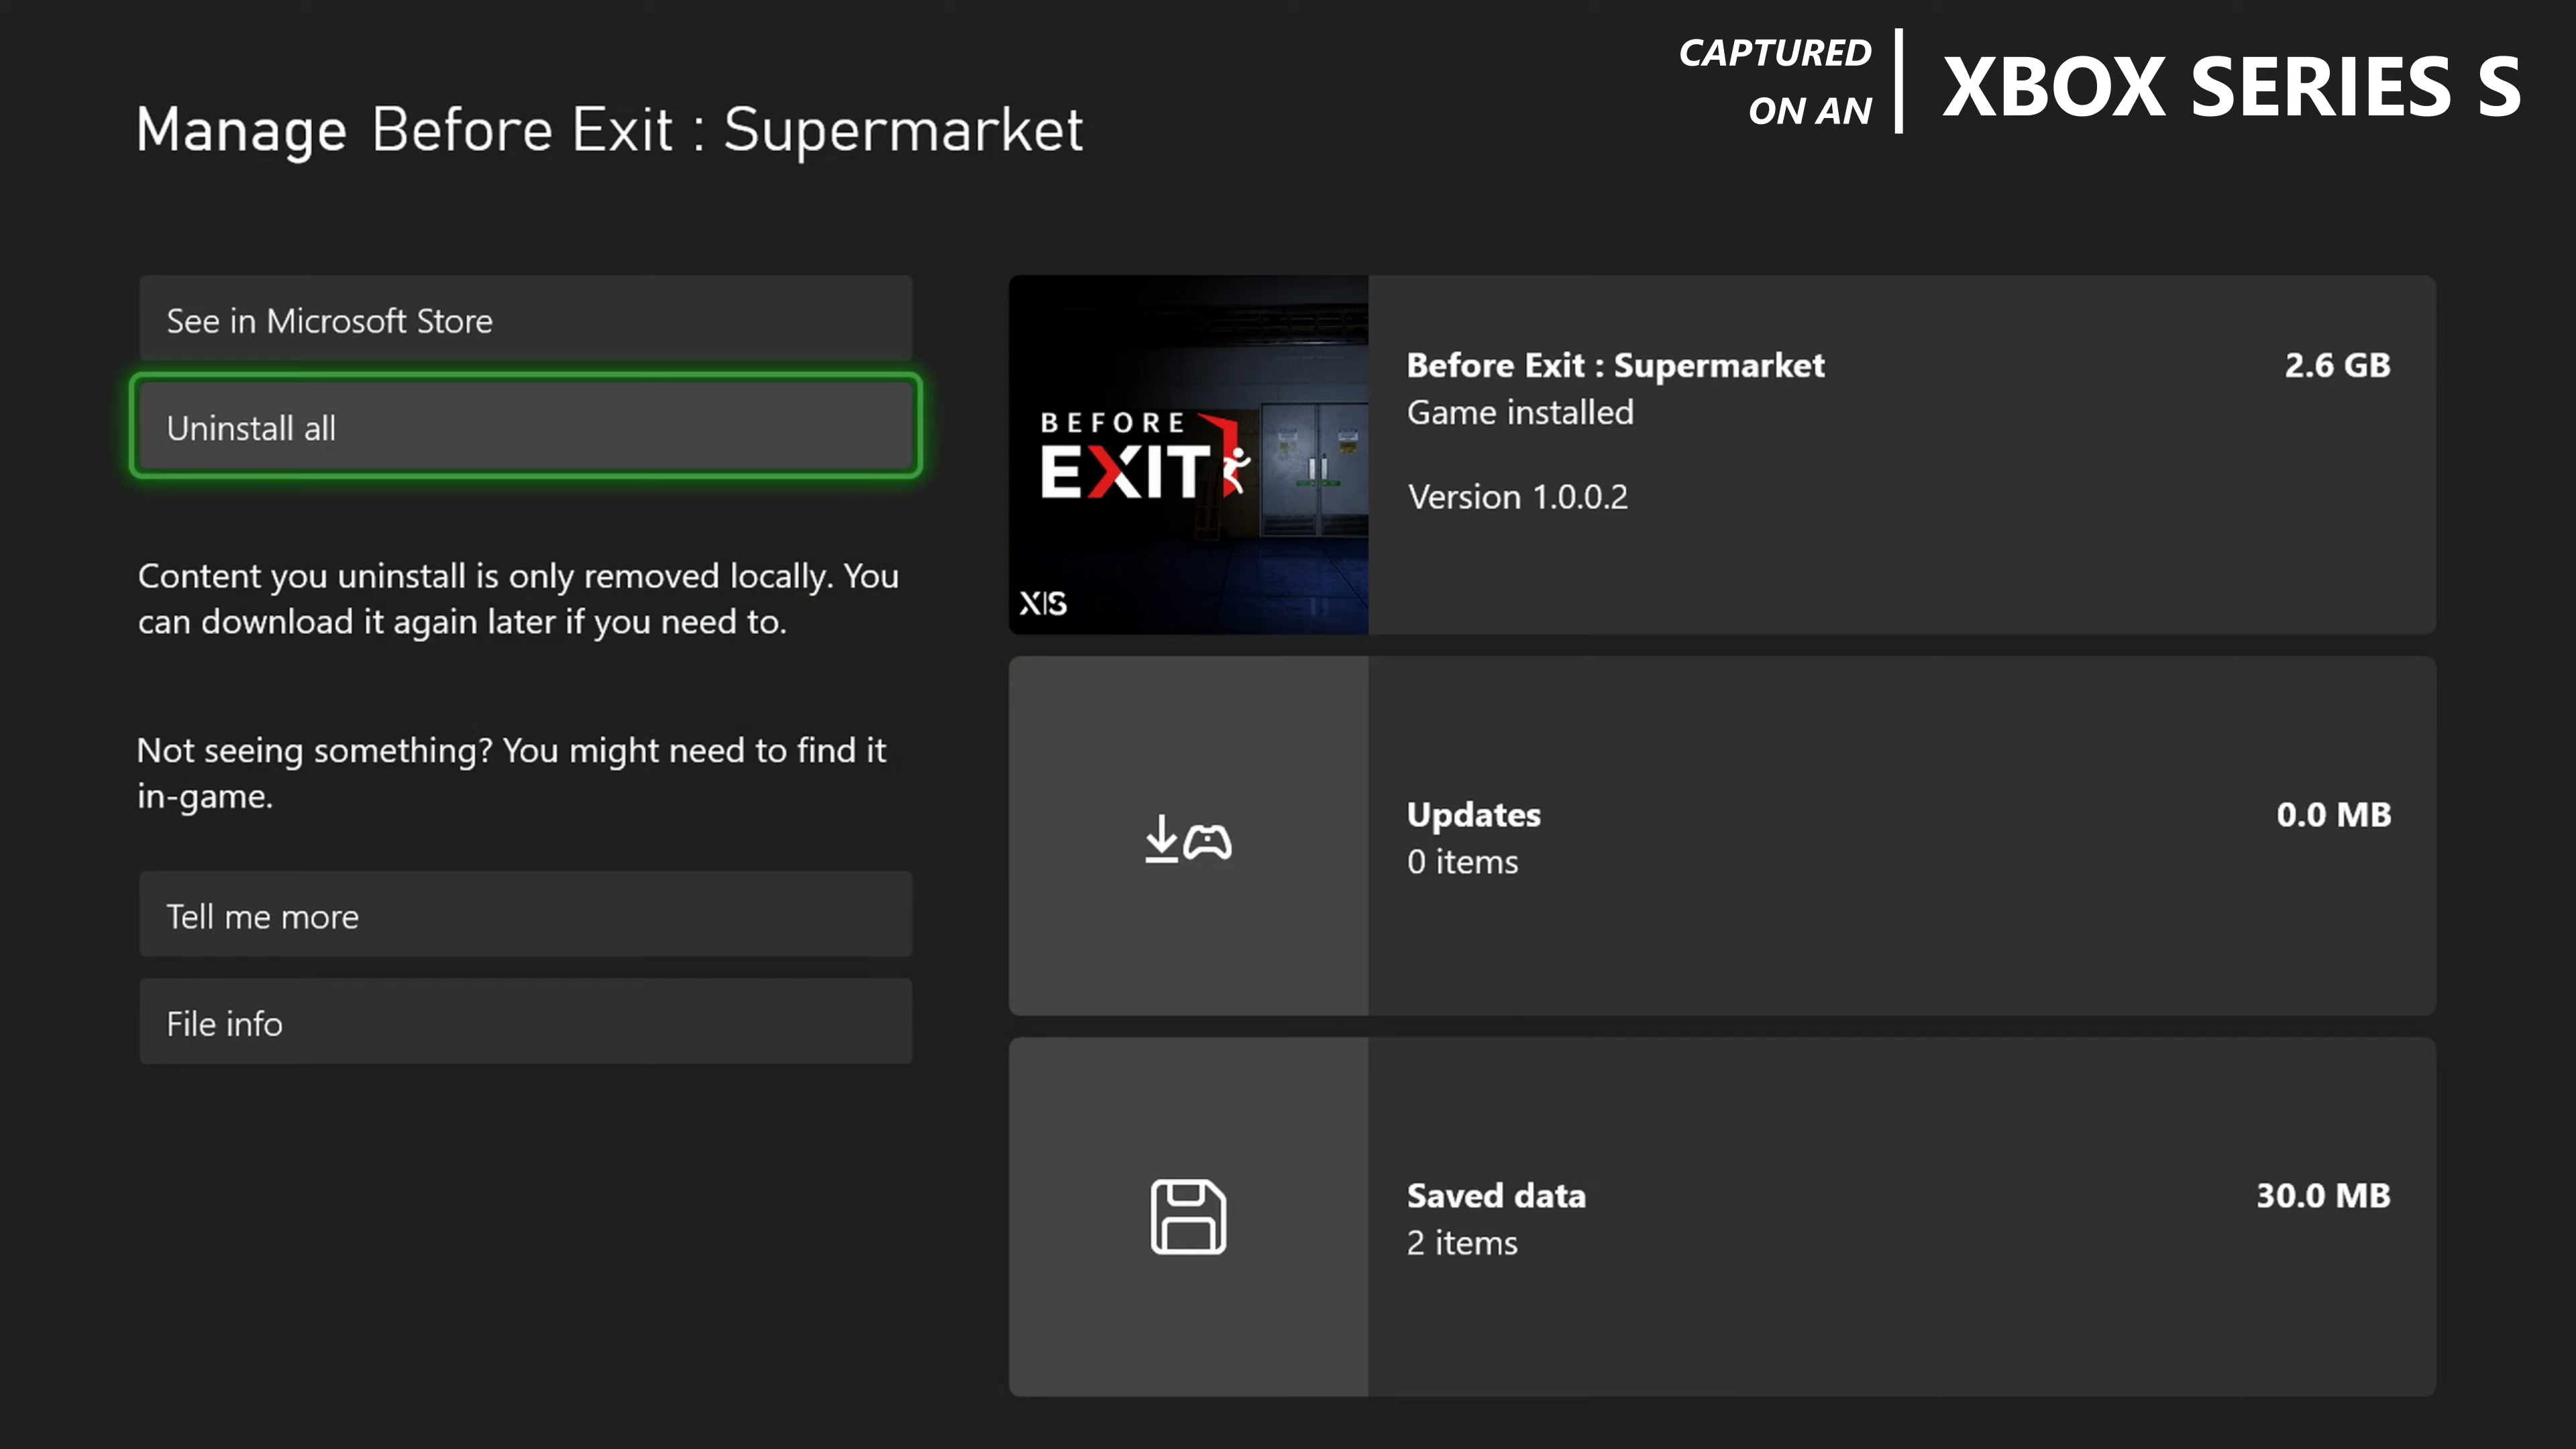 CAPTURED
ON AN
XBOX SERIES S
Manage Before Exit : Supermarket
See in Microsoft Store
Uninstall all
Content you uninstall is only removed locally. You
can download it again later if you need to.
Not seeing something? You might need to find it
in-game.
Tell me more
File info
BEFORE
EXIT
X|S
Before Exit : Supermarket
2.6 GB
Game installed
Version 1.0.0.2
Updates
0.0 MB
0 items
Saved data
30.0 MB
2 items